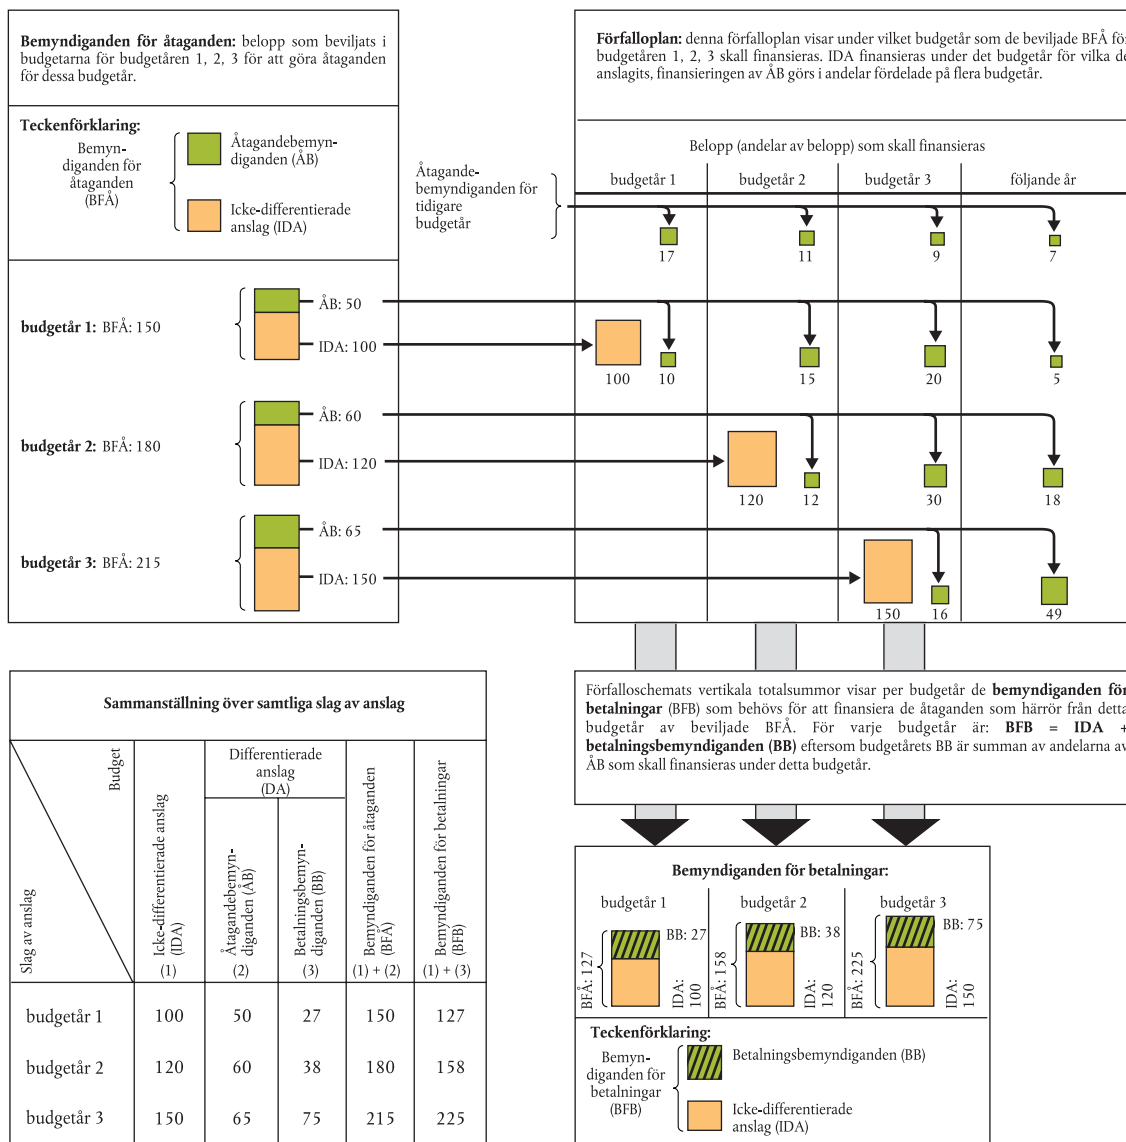 Bemyndiganden för åtaganden: belopp som beviljats i
budgetarna för budgetåren 1, 2, 3 för att göra åtaganden
för dessa budgetår.
Teckenförklaring:
Bemyn-
diganden för
åtaganden
(BFÅ)
Åtagandebemyn-
diganden (ÅB)
Icke-differentierade
anslag (IDA)
budgetår 1: BFÅ: 150
ÅB: 50
IDA: 100
budgetår 2: BFÅ: 180
ÅB: 60
IDA: 120
budgetår 3: BFÅ: 215
ÅB: 65
IDA: 150
Förfalloplan: denna förfalloplan visar under vilket budgetår som de beviljade BFÅ för
budgetåren 1, 2, 3 skall finansieras. IDA finansieras under det budgetår för vilka de
anslagits, finansieringen av ÅB görs i andelar fördelade på flera budgetår.
Belopp (andelar av belopp) som skall finansieras
budgetår 1 budgetår 2 budgetår 3 följande år
Åtagande-
bemyndiganden för
tidigare
budgetår
17 11 9 7
100 10 15 20 5
120 12 30 18
150 16 49
Förfalloschemats vertikala totalsummor visar per budgetår de bemyndiganden för
betalningar (BFB) som behövs för att finansiera de åtaganden som härrör från detta
budgetår av beviljade BFÅ. För varje budgetår är: BFB = IDA +
betalningsbemyndiganden (BB) eftersom budgetårets BB är summan av andelarna av
ÅB som skall finansieras under detta budgetår.
Sammanställning över samtliga slag av anslag
Budget
Slag av anslag
Icke-differentierade anslag
(IDA)
(1)
Differentierade
anslag
(DA)
Åtagandebemyn-
diganden (ÅB)
(2)
Betalningsbemyn-
diganden (BB)
(3)
Bemyndiganden för åtaganden
(BFÅ)
(1) + (2)
Bemyndiganden för betalningar
(BFB)
(1) + (3)
budgetår 1 100 50 27 150 127
budgetår 2 120 60 38 180 158
budgetår 3 150 65 75 215 225
Bemyndiganden för betalningar:
budgetår 1
BFÅ: 127
BB: 27
IDA:
100
budgetår 2
BFÅ: 158
BB: 38
IDA:
120
budgetår 3
BFÅ: 225
BB: 75
IDA:
150
Teckenförklaring:
Bemyn-
diganden för
betalningar
(BFB)
Betalningsbemyndiganden (BB)
Icke-differentierade
anslag (IDA)